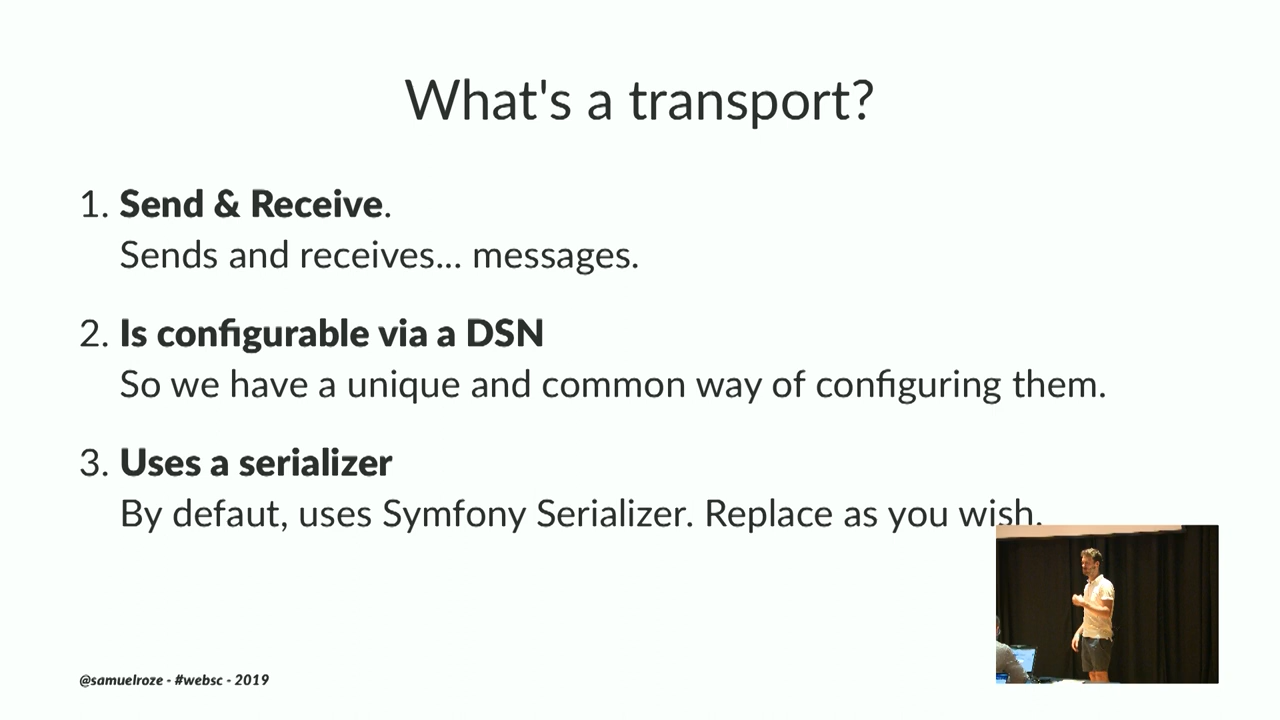 What's a transport?
1. Send & Receive.
Sends and receives... messages.
2. Is configurable via a DSN
So we have a unique and common way of configuring them.
3. Uses a serializer
By defaut, uses Symfony Serializer. Replace as you wish.
@samuelroze - #websc - 2019